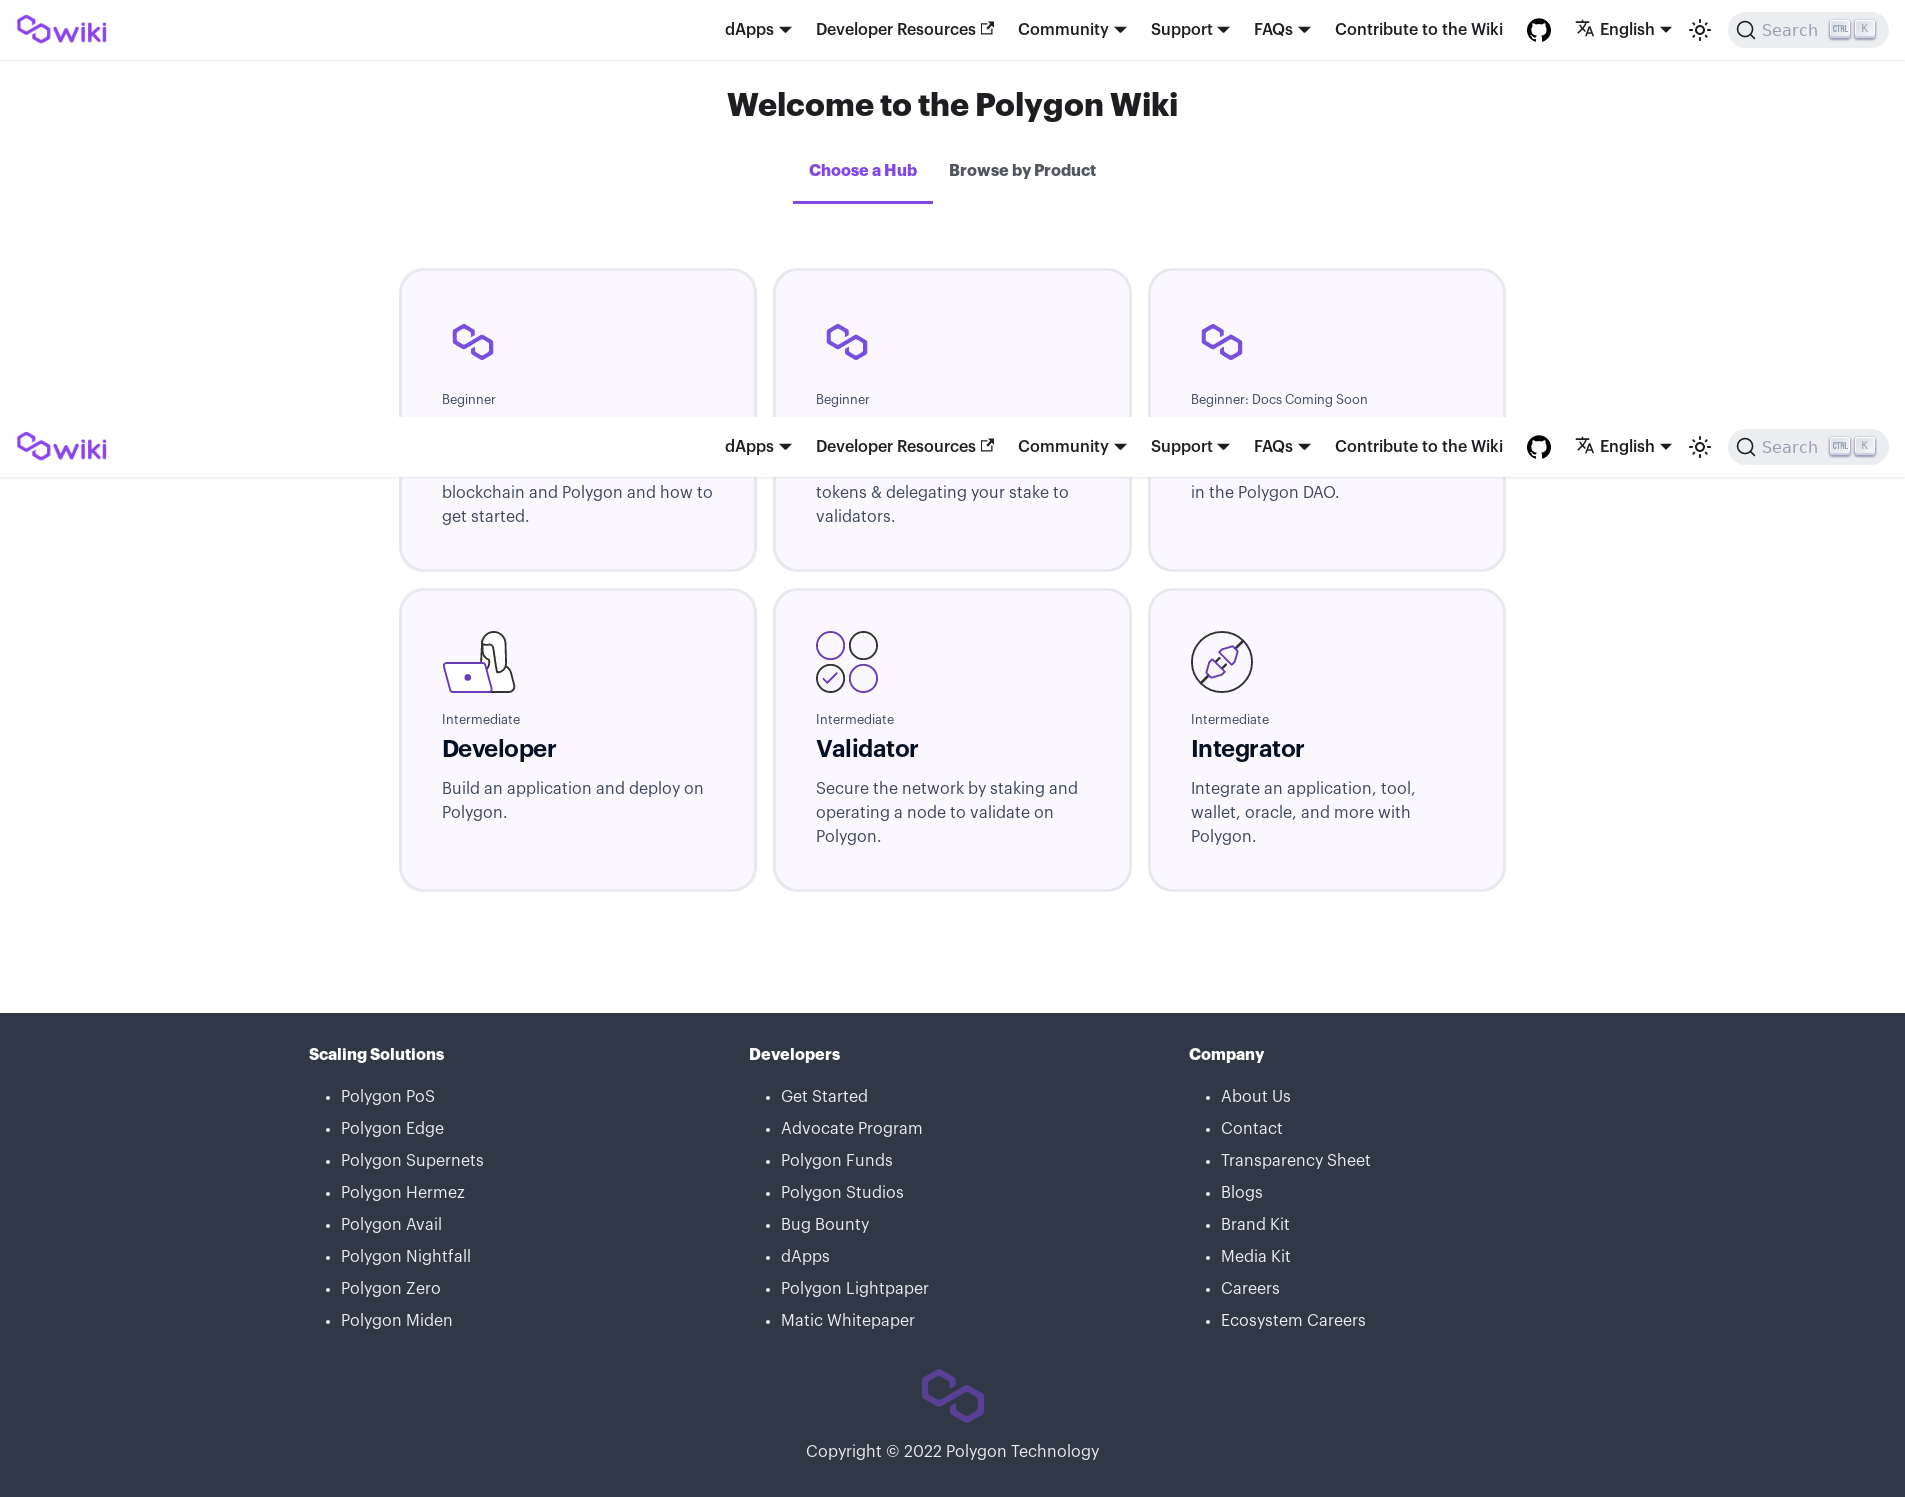 wiki
dApps
Developer Resources
Community
Support
FAQs
Contribute to the Wiki
English
Search
CTRL
K
Welcome to the Polygon Wiki
Choose a Hub
Browse by Product
Beginner
Beginner
Beginner: Docs Coming Soon
wiki
dApps
Developer Resources
Community
Support
FAQs
Contribute to the Wiki
English
Search
CTRL
K
blockchain and Polygon and how to
get started.
tokens & delegating your stake to
validators.
in the Polygon DAO.
Intermediate
Developer
Build an application and deploy on
Polygon.
Intermediate
Validator
Secure the network by staking and
operating a node to validate on
Polygon.
Intermediate
Integrator
Integrate an application, tool,
wallet, oracle, and more with
Polygon.
Scaling Solutions
Polygon PoS
Polygon Edge
Polygon Supernets
Polygon Hermez
Polygon Avail
Polygon Nightfall
Polygon Zero
Polygon Miden
Developers
Get Started
Advocate Program
Polygon Funds
Polygon Studios
Bug Bounty
dApps
Polygon Lightpaper
Matic Whitepaper
Company
About Us
Contact
Transparency Sheet
Blogs
Brand Kit
Media Kit
Careers
Ecosystem Careers
Copyright © 2022 Polygon Technology